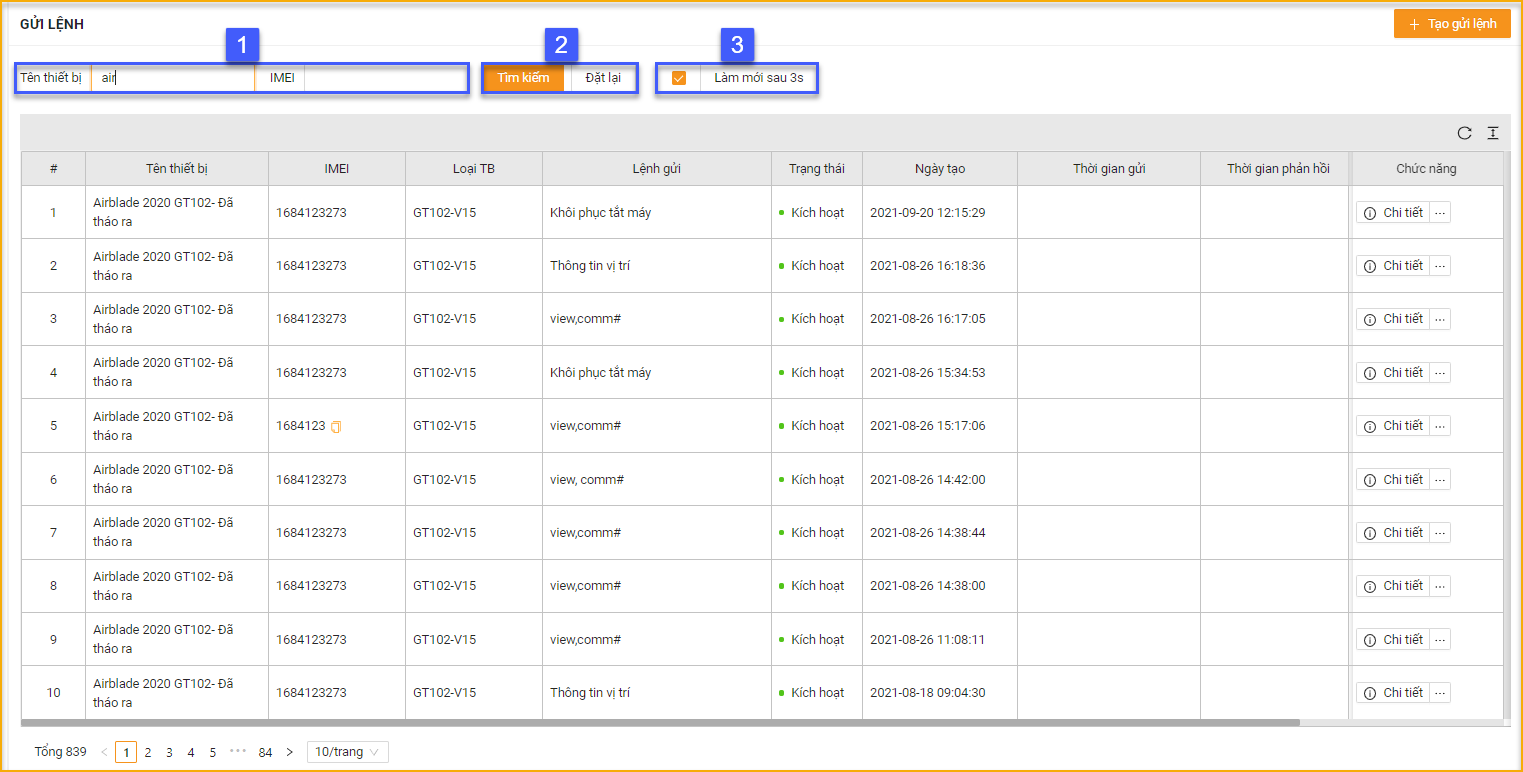 GỬI LỆNH
+ Tạo gửi lệnh
1 2 3
Tên thiết bị air IMEI Tìm kiếm Đặt lại Làm mới sau 3s
# Tên thiết bị IMEI Loại TB Lệnh gửi Trạng thái Ngày tạo Thời gian gửi Thời gian phản hồi Chức năng
1 Airblade 2020 GT102- Đã tháo ra 1684123273 GT102-V15 Khôi phục tắt máy Kích hoạt 2021-09-20 12:15:29 Chi tiết ...
2 Airblade 2020 GT102- Đã tháo ra 1684123273 GT102-V15 Thông tin vị trí Kích hoạt 2021-08-26 16:18:36 Chi tiết ...
3 Airblade 2020 GT102- Đã tháo ra 1684123273 GT102-V15 view,comm# Kích hoạt 2021-08-26 16:17:05 Chi tiết ...
4 Airblade 2020 GT102- Đã tháo ra 1684123273 GT102-V15 Khôi phục tắt máy Kích hoạt 2021-08-26 15:34:53 Chi tiết ...
5 Airblade 2020 GT102- Đã tháo ra 1684123 GT102-V15 view,comm# Kích hoạt 2021-08-26 15:17:06 Chi tiết ...
6 Airblade 2020 GT102- Đã tháo ra 1684123273 GT102-V15 view, comm# Kích hoạt 2021-08-26 14:42:00 Chi tiết ...
7 Airblade 2020 GT102- Đã tháo ra 1684123273 GT102-V15 view,comm# Kích hoạt 2021-08-26 14:38:44 Chi tiết ...
8 Airblade 2020 GT102- Đã tháo ra 1684123273 GT102-V15 view,comm# Kích hoạt 2021-08-26 14:38:00 Chi tiết ...
9 Airblade 2020 GT102- Đã tháo ra 1684123273 GT102-V15 view,comm# Kích hoạt 2021-08-26 11:08:11 Chi tiết ...
10 Airblade 2020 GT102- Đã tháo ra 1684123273 GT102-V15 Thông tin vị trí Kích hoạt 2021-08-18 09:04:30 Chi tiết ...
Tổng 839 < 1 2 3 4 5 ••• 84 > 10/trang